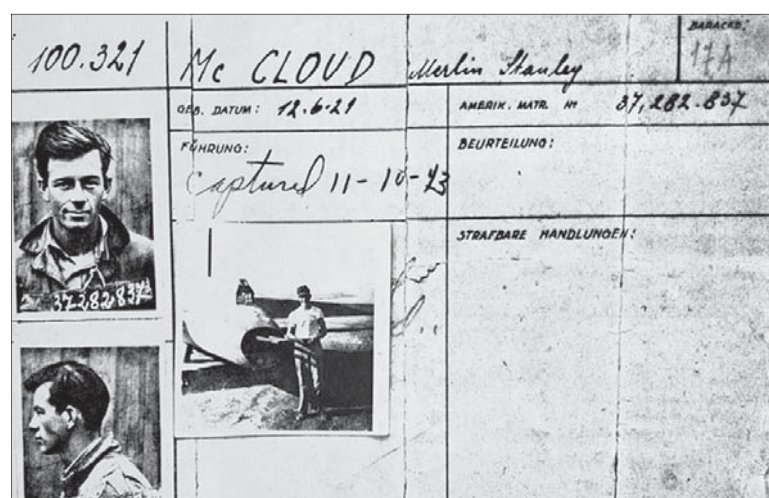 BARACKE:
100.321 Mc CLOUD Merlin Stanley 17A
GEB. DATUM: 12.6.21 AMERIK. MATR. Nº 37,282.837
FÜHRUNG: BEURTEILUNG:
Captured 11-10-43
STRAFBARE HANDLUNGEN:
37282837